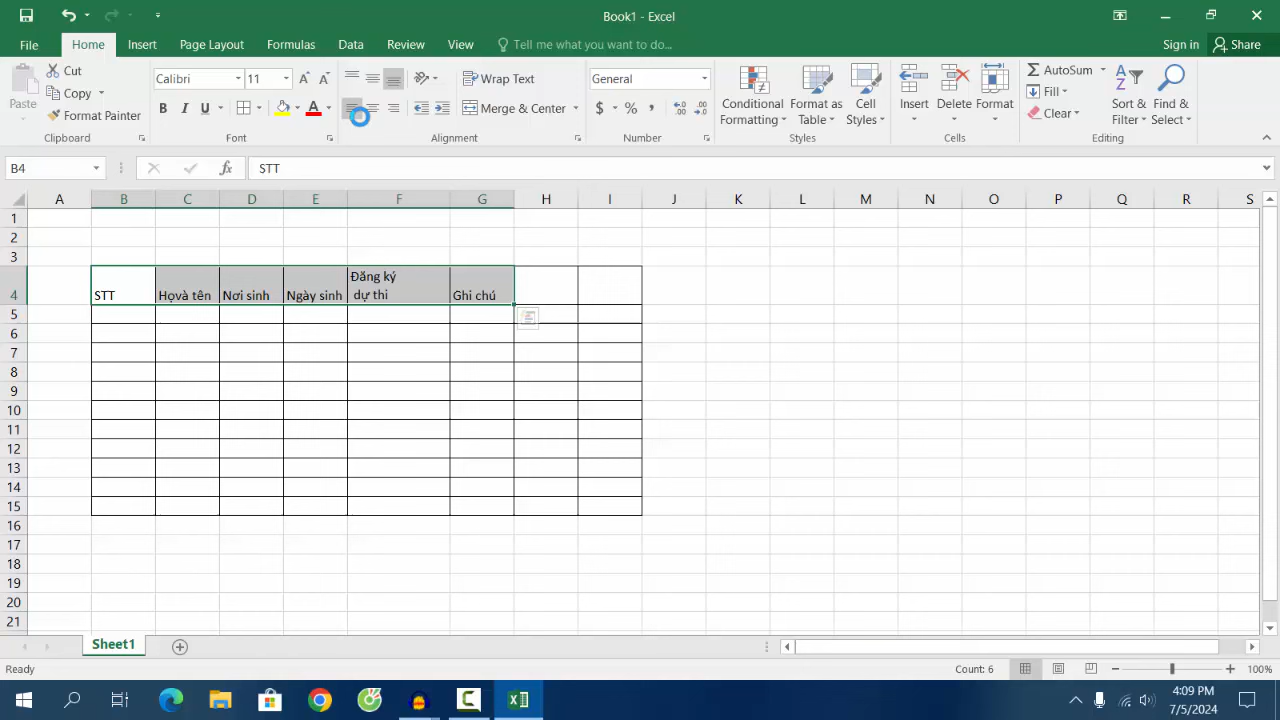 Book1 - Excel
File Home Insert Page Layout Formulas Data Review View Tell me what you want to do... Sign in Share
Paste Cut Copy Format Painter
Calibri 11
B I U A
Wrap Text
Merge & Center
General
$ % ,
Conditional Formatting Format as Table Cell Styles
Insert Delete Format
AutoSum Fill Clear
Sort & Filter Find & Select
Clipboard Font Alignment Number Styles Cells Editing
B4 fx STT
A B C D E F G H I J K L M N O P Q R S
1
2
3
4 STT Họvà tên Nơi sinh Ngày sinh Đăng ký dự thi Ghi chú
5
6
7
8
9
10
11
12
13
14
15
16
17
18
19
20
21
Sheet1
Ready Count: 6 100%
4:09 PM
7/5/2024